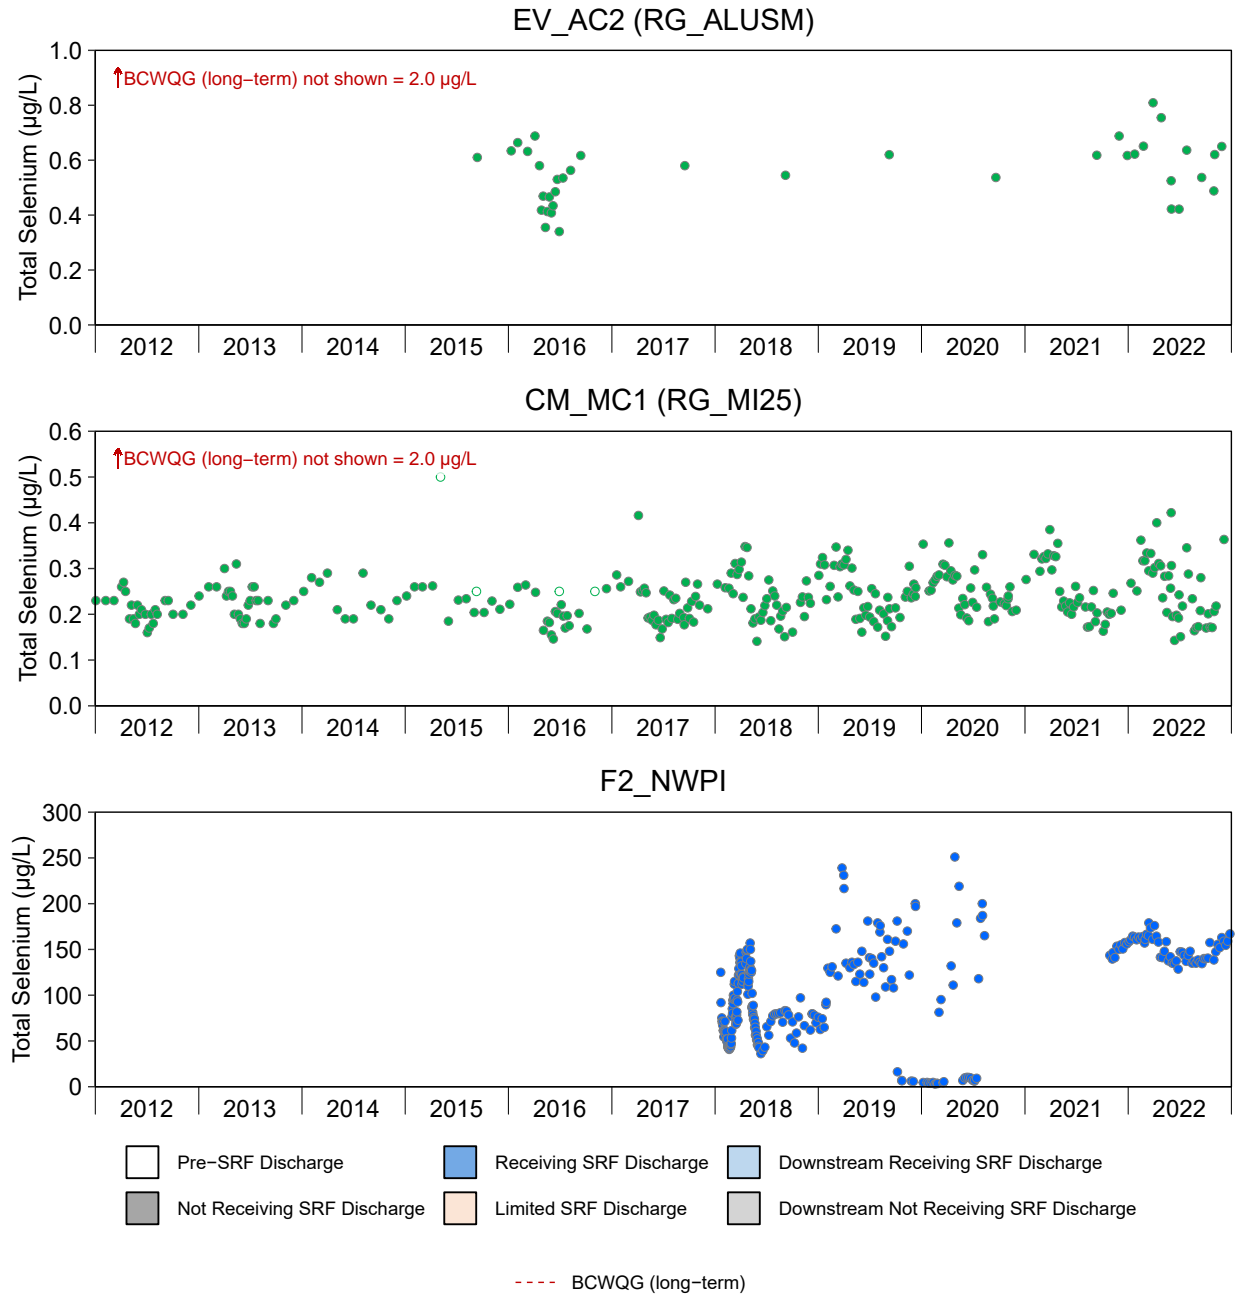 EV_AC2 (RG_ALUSM)
Total Selenium (µg/L)
1.0
0.8
0.6
0.4
0.2
0.0
BCWQG (long−term) not shown = 2.0 µg/L
2012 2013 2014 2015 2016 2017 2018 2019 2020 2021 2022
CM_MC1 (RG_MI25)
Total Selenium (µg/L)
0.6
0.5
0.4
0.3
0.2
0.1
0.0
BCWQG (long−term) not shown = 2.0 µg/L
2012 2013 2014 2015 2016 2017 2018 2019 2020 2021 2022
F2_NWPI
Total Selenium (µg/L)
300
250
200
150
100
50
0
2012 2013 2014 2015 2016 2017 2018 2019 2020 2021 2022
Pre−SRF Discharge Receiving SRF Discharge Downstream Receiving SRF Discharge
Not Receiving SRF Discharge Limited SRF Discharge Downstream Not Receiving SRF Discharge
BCWQG (long−term)